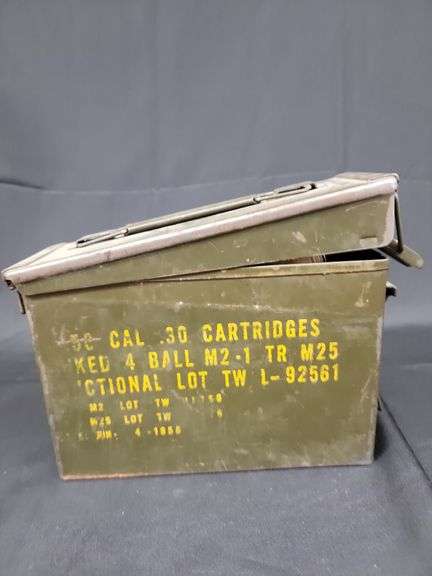 CAL .30 CARTRIDGES
KED 4 BALL M2-1 TR M25
CTIONAL LOT TW L-92561
M2 LOT TW
M25 LOT TW
4 -1956